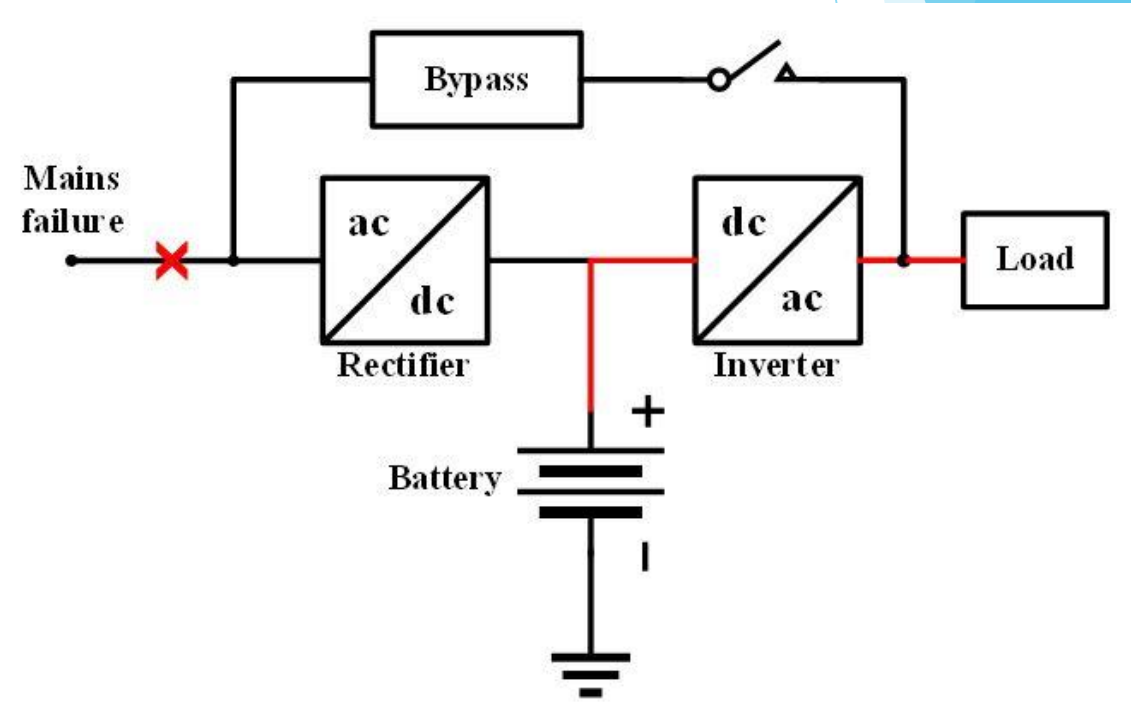 Bypass
Mains
failure
ac
dc
Rectifier
dc
ac
Inverter
Load
+
Battery
–